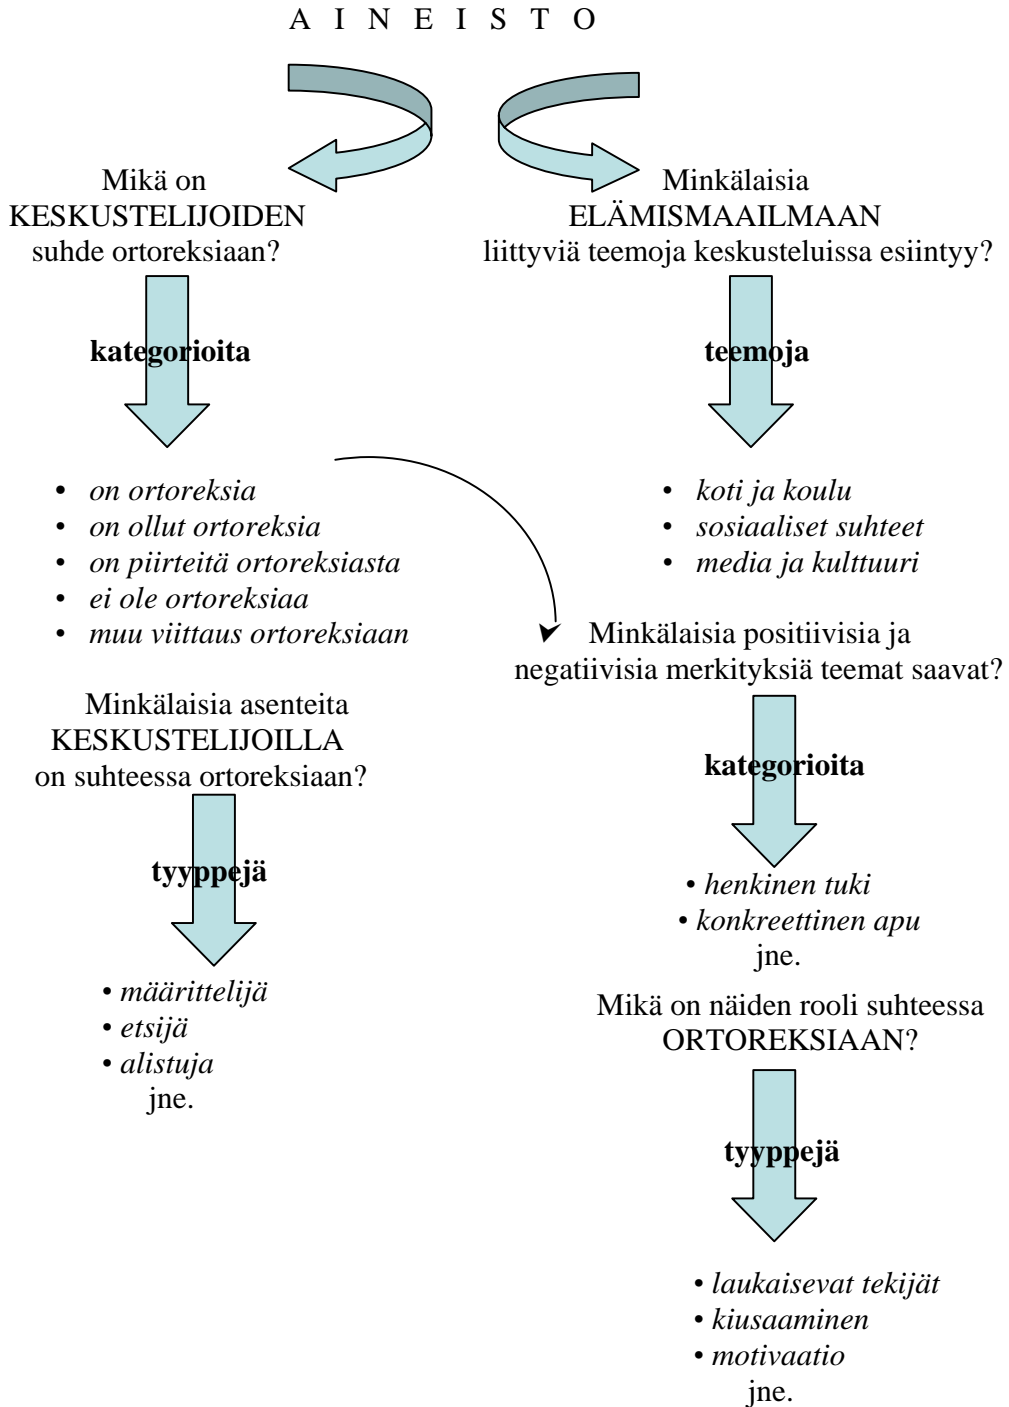 A I N E I S T O
Mikä on
KESKUSTELIJOIDEN
suhde ortoreksiaan?
kategorioita
• on ortoreksia
• on ollut ortoreksia
• on piirteitä ortoreksiasta
• ei ole ortoreksiaa
• muu viittaus ortoreksiaan
Minkälaisia asenteita
KESKUSTELIJOILLA
on suhteessa ortoreksiaan?
tyyppejä
• määrittelijä
• etsijä
• alistuja
jne.
Minkälaisia
ELÄMISMAAILMAAN
liittyviä teemoja keskusteluissa esiintyy?
teemoja
• koti ja koulu
• sosiaaliset suhteet
• media ja kulttuuri
Minkälaisia positiivisia ja
negatiivisia merkityksiä teemat saavat?
kategorioita
• henkinen tuki
• konkreettinen apu
jne.
Mikä on näiden rooli suhteessa
ORTOREKSIAAN?
tyyppejä
• laukaisevat tekijät
• kiusaaminen
• motivaatio
jne.